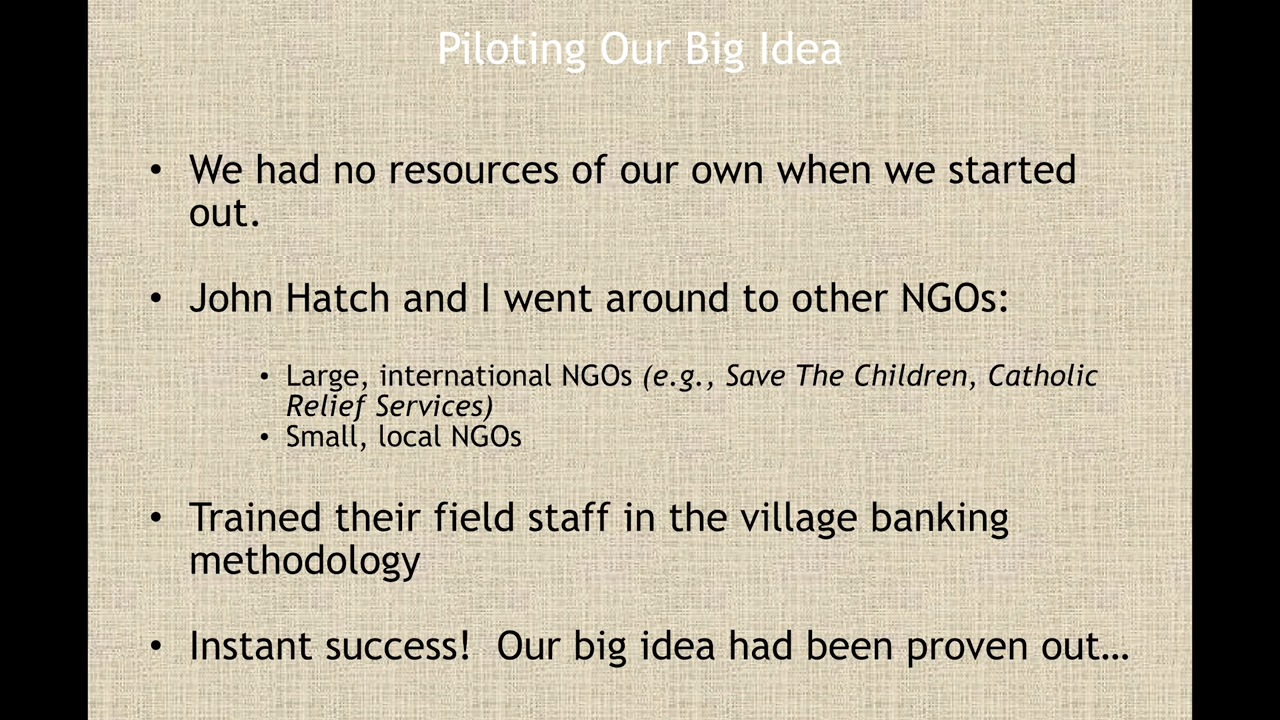 Piloting Our Big Idea
• We had no resources of our own when we started
out.
• John Hatch and I went around to other NGOs:
• Large, international NGOs (e.g., Save The Children, Catholic
Relief Services)
• Small, local NGOs
• Trained their field staff in the village banking
methodology
• Instant success!  Our big idea had been proven out…